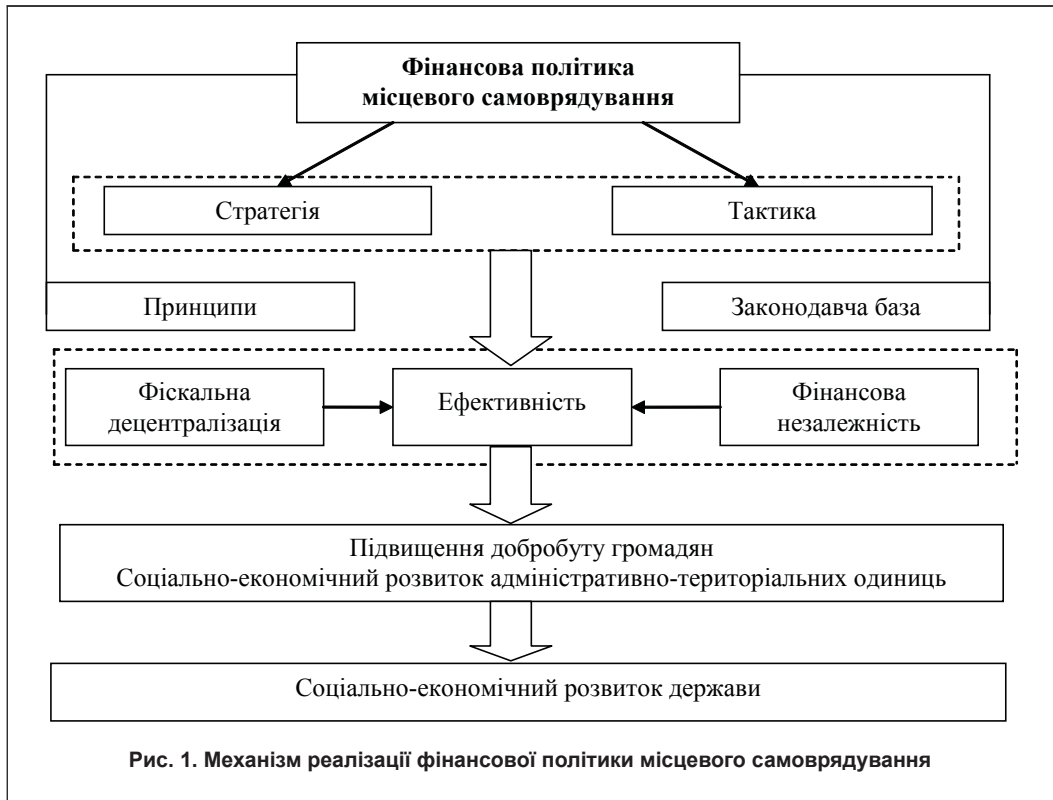 Фінансова політика
місцевого самоврядування
Стратегія
Тактика
Принципи
Законодавча база
Фіскальна
децентралізація
Ефективність
Фінансова
незалежність
Підвищення добробуту громадян
Соціально-економічний розвиток адміністративно-територіальних одиниць
Соціально-економічний розвиток держави
Рис. 1. Механізм реалізації фінансової політики місцевого самоврядування